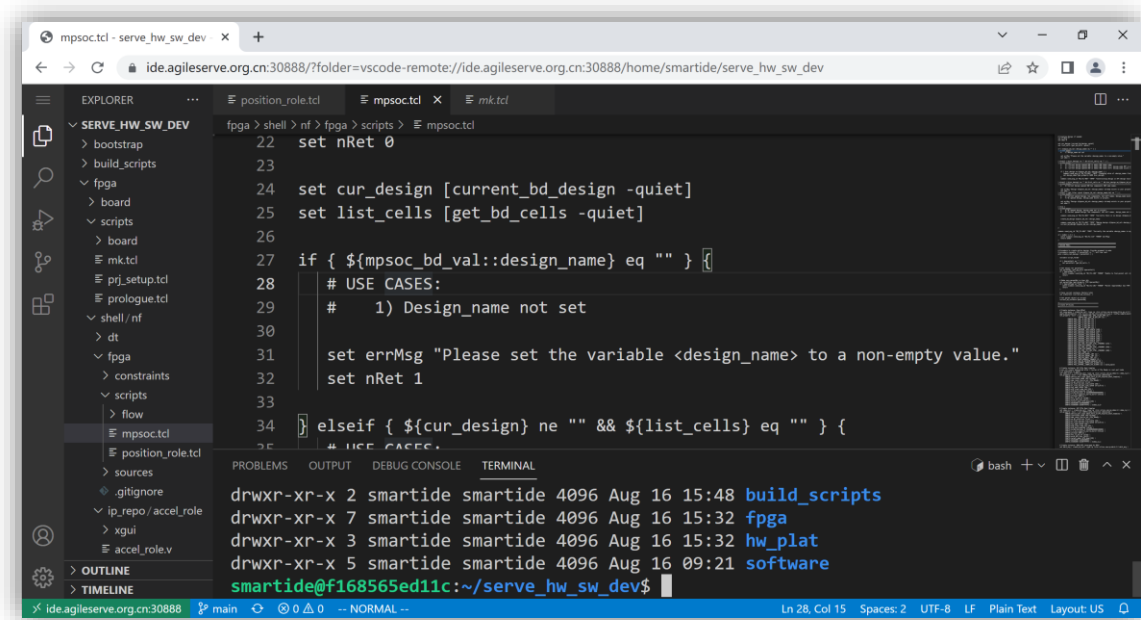 mpsoc.tcl - serve_hw_sw_dev
ide.agileserve.org.cn:30888/?folder=vscode-remote://ide.agileserve.org.cn:30888/home/smartide/serve_hw_sw_dev
EXPLORER
SERVE_HW_SW_DEV
bootstrap
build_scripts
fpga
board
scripts
board
mk.tcl
prj_setup.tcl
prologue.tcl
shell/nf
dt
fpga
constraints
scripts
flow
mpsoc.tcl
position_role.tcl
sources
.gitignore
ip_repo/accel_role
xgui
accel_role.v
OUTLINE
TIMELINE
position_role.tcl mpsoc.tcl mk.tcl
fpga > shell > nf > fpga > scripts > mpsoc.tcl
22 set nRet 0
23
24 set cur_design [current_bd_design -quiet]
25 set list_cells [get_bd_cells -quiet]
26
27 if { ${mpsoc_bd_val::design_name} eq "" } {
28 # USE CASES:
29 #    1) Design_name not set
30
31 set errMsg "Please set the variable <design_name> to a non-empty value."
32 set nRet 1
33
34 } elseif { ${cur_design} ne "" && ${list_cells} eq "" } {
35 # USE CASES:
PROBLEMS OUTPUT DEBUG CONSOLE TERMINAL bash
drwxr-xr-x 2 smartide smartide 4096 Aug 16 15:48 build_scripts
drwxr-xr-x 7 smartide smartide 4096 Aug 16 15:32 fpga
drwxr-xr-x 3 smartide smartide 4096 Aug 16 15:32 hw_plat
drwxr-xr-x 5 smartide smartide 4096 Aug 16 09:21 software
smartide@f168565ed11c:~/serve_hw_sw_dev$
ide.agileserve.org.cn:30888 main 0 0 -- NORMAL -- Ln 28, Col 15 Spaces: 2 UTF-8 LF Plain Text Layout: US